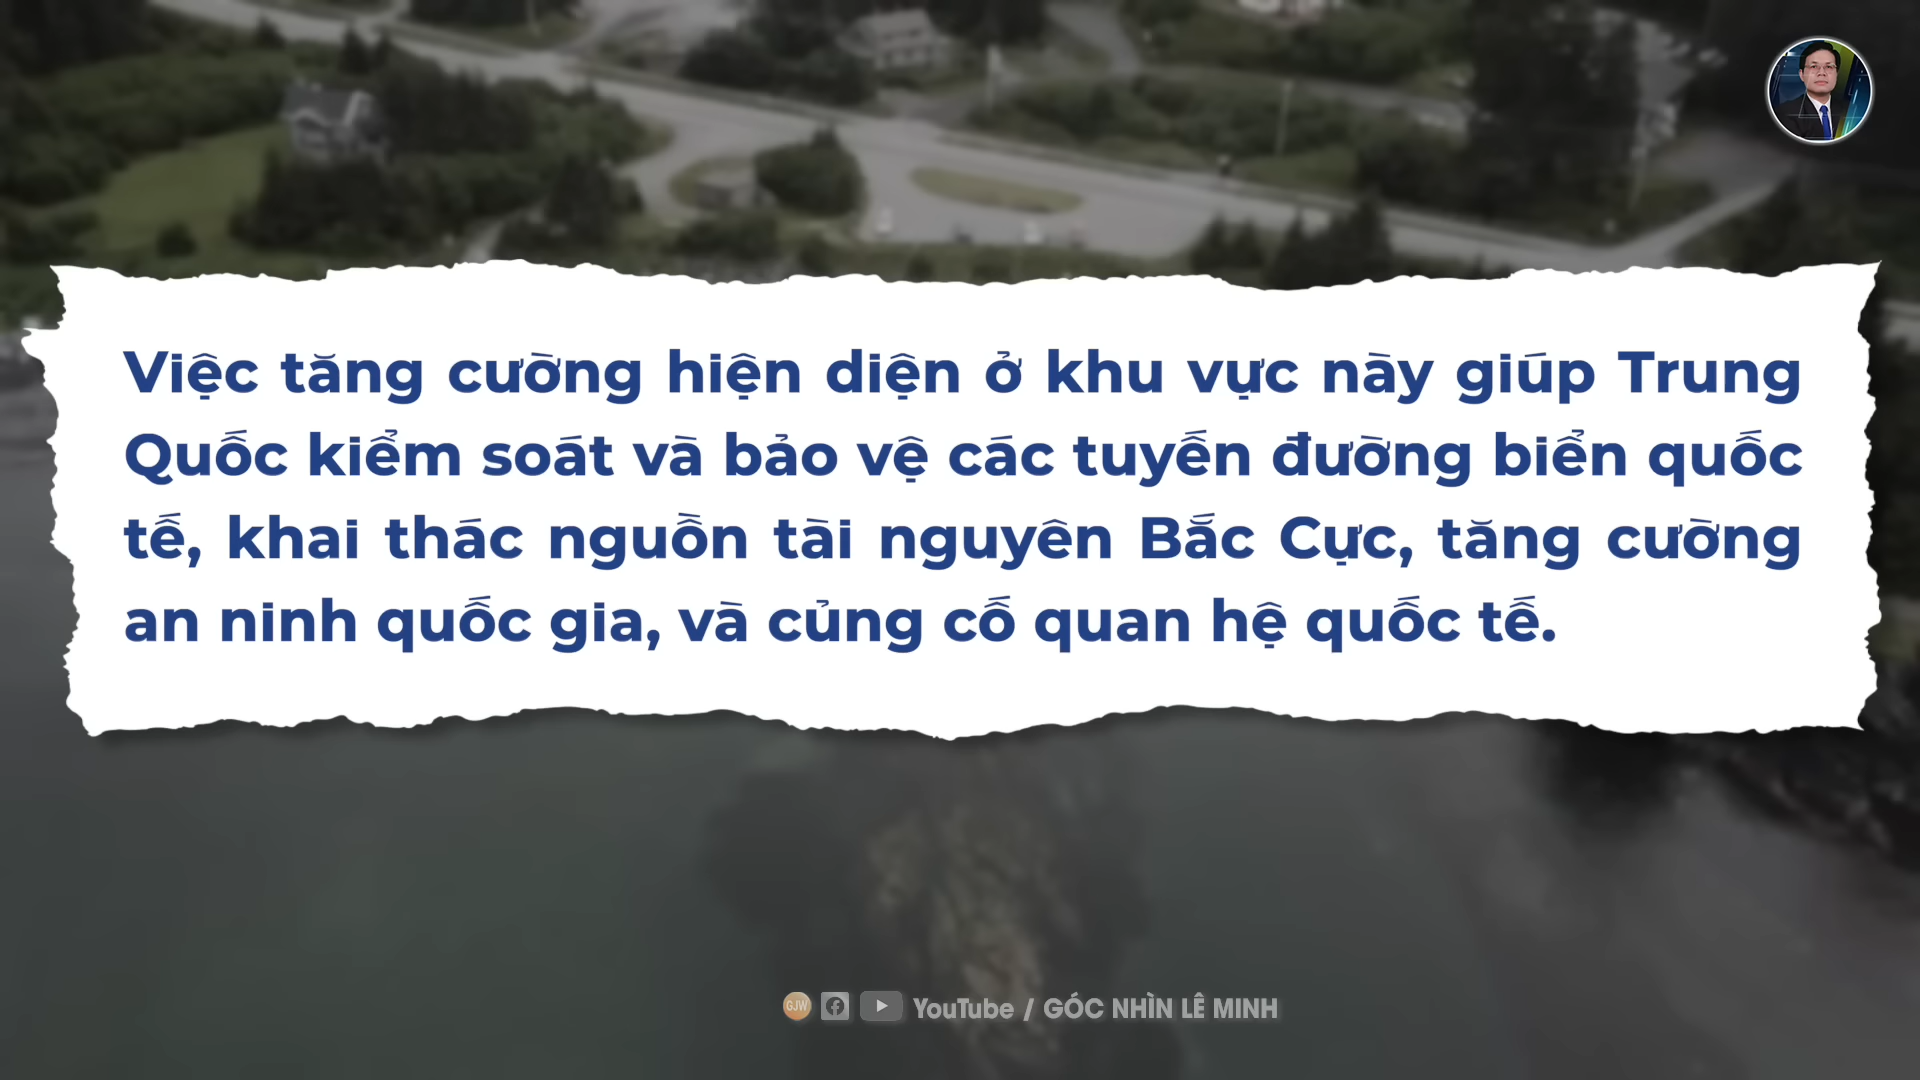 Việc tăng cường hiện diện ở khu vực này giúp Trung
Quốc kiểm soát và bảo vệ các tuyến đường biển quốc
tế, khai thác nguồn tài nguyên Bắc Cực, tăng cường
an ninh quốc gia, và củng cố quan hệ quốc tế.
GJW YouTube / GÓC NHÌN LÊ MINH